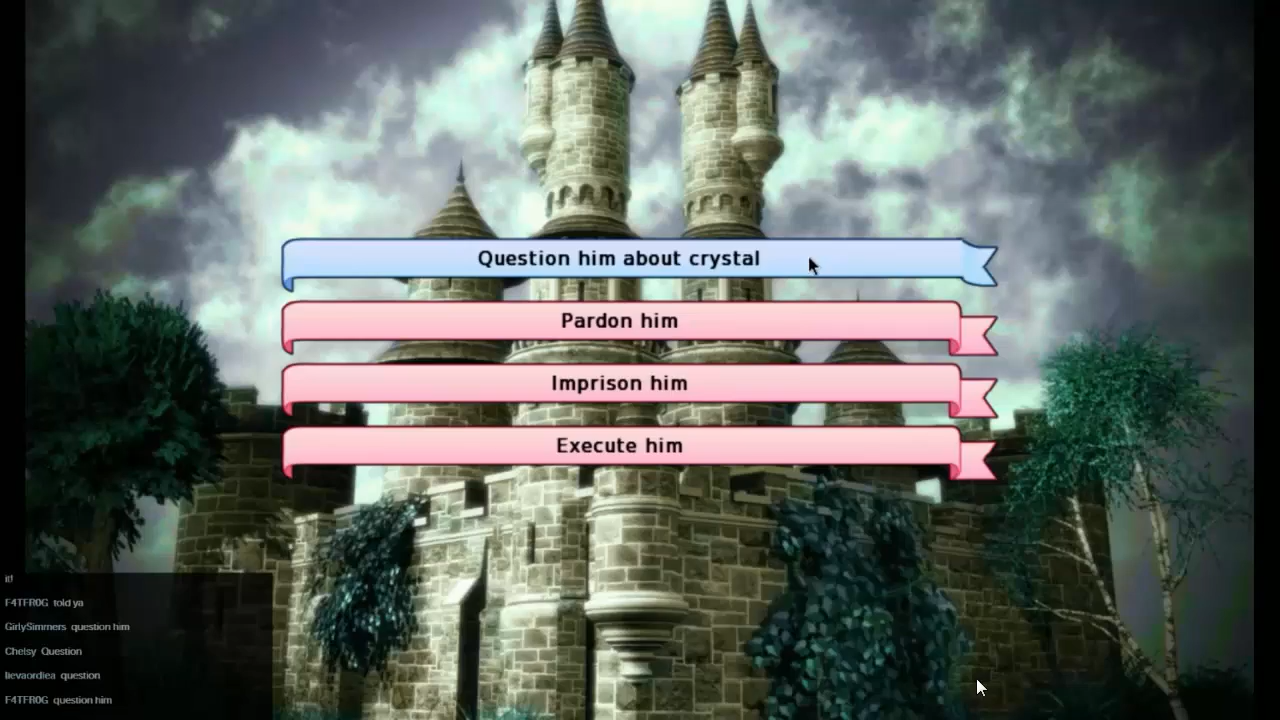 Question him about crystal
Pardon him
Imprison him
Execute him
it!
F4TFR0G told ya
GirlySimmers question him
Chelsy Question
lievaordiea question
F4TFR0G question him